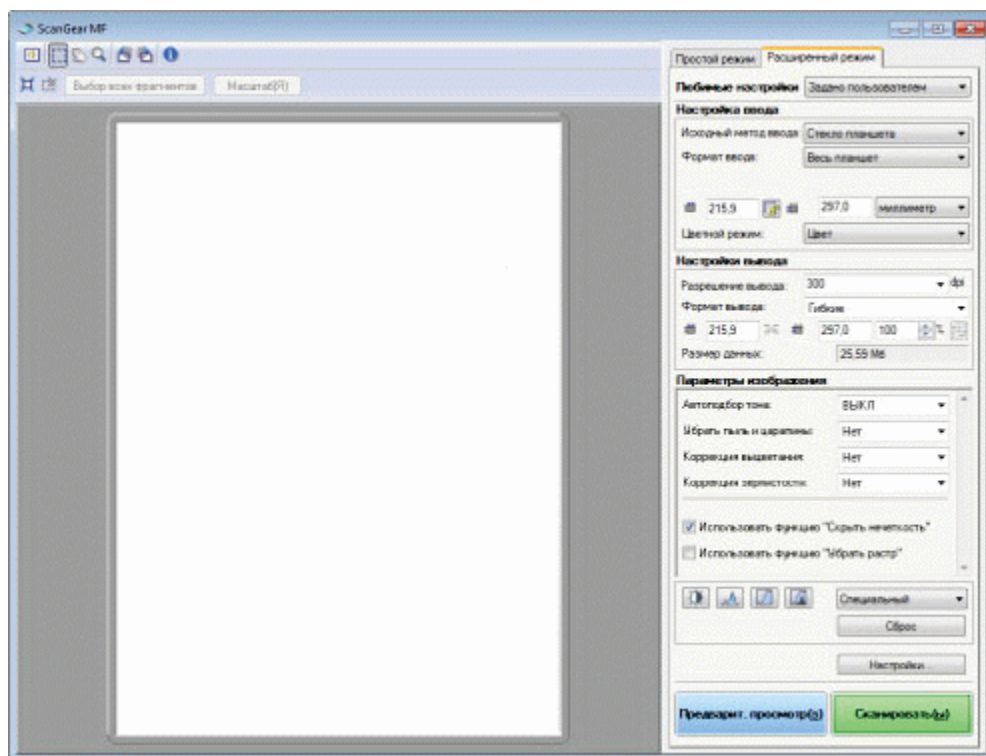 ScanGear MF
Выбор всех фрагментов Масштаб(Я)
Простой режим Расширенный режим
Любимые настройки Задано пользователем
Настройка ввода
Исходный метод ввода: Стекло планшета
Формат ввода: Весь планшет
215,9 297,0 миллиметр
Цветной режим: Цвет
Настройки вывода
Разрешение вывода: 300 dpi
Формат вывода: Гибкие
215,9 297,0 100 %
Размер данных: 25,59 Мб
Параметры изображения
Автоподбор тона: ВЫКЛ
Убрать пыль и царапины: Нет
Коррекция выцветания: Нет
Коррекция зернистости: Нет
Использовать функцию "Скрыть нечеткость"
Использовать функцию "Убрать растр"
Специальный
Сброс
Настройки...
Предварит. просмотр(з) Сканировать(ы)